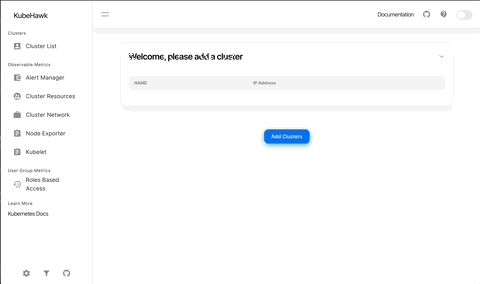 KubeHawk
Documentation
Clusters
Cluster List
Observable Metrics
Alert Manager
Cluster Resources
Cluster Network
Node Exporter
Kubelet
User Group Metrics
Roles Based
Access
Learn More
Kubernetes Docs
Welcome, please add a cluster
NAME IP Address
Add Clusters